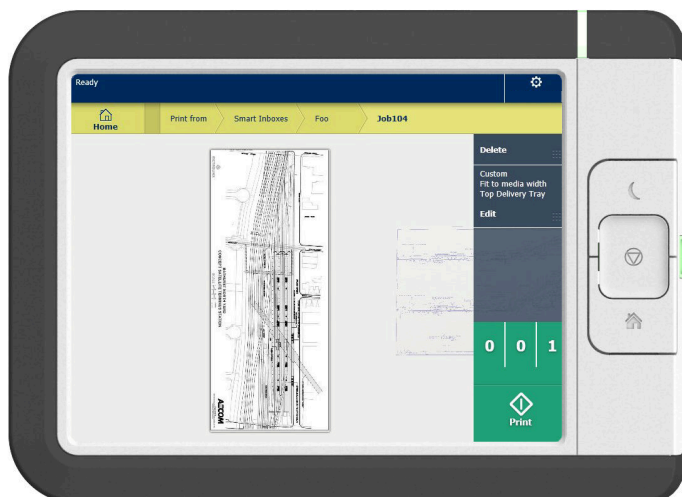 Ready
Home
Print from
Smart Inboxes
Foo
Job104
Delete
Custom
Fit to media width
Top Delivery Tray
Edit
0 0 1
Print
AECOM